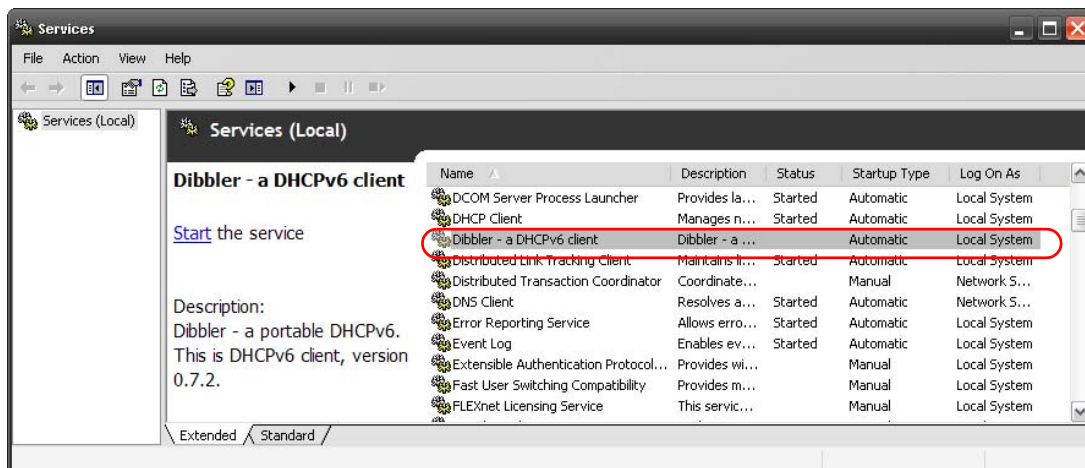 Services
File Action View Help
Services (Local)
Services (Local)
Dibbler - a DHCPv6 client
Start the service
Description:
Dibbler - a portable DHCPv6.
This is DHCPv6 client, version
0.7.2.
Name Description Status Startup Type Log On As
DCOM Server Process Launcher Provides la... Started Automatic Local System
DHCP Client Manages n... Started Automatic Local System
Dibbler - a DHCPv6 client Dibbler - a ... Automatic Local System
Distributed Link Tracking Client Maintains li... Started Automatic Local System
Distributed Transaction Coordinator Coordinate... Manual Network S...
DNS Client Resolves a... Started Automatic Network S...
Error Reporting Service Allows erro... Started Automatic Local System
Event Log Enables ev... Started Automatic Local System
Extensible Authentication Protocol... Provides wi... Manual Local System
Fast User Switching Compatibility Provides m... Manual Local System
FLEXnet Licensing Service This servic... Manual Local System
Extended Standard